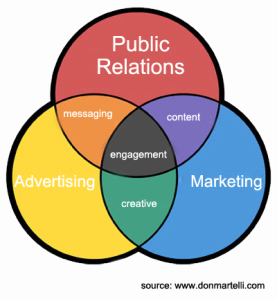 Public
Relations
messaging
content
engagement
Advertising
Marketing
creative
source: www.donmartelli.com